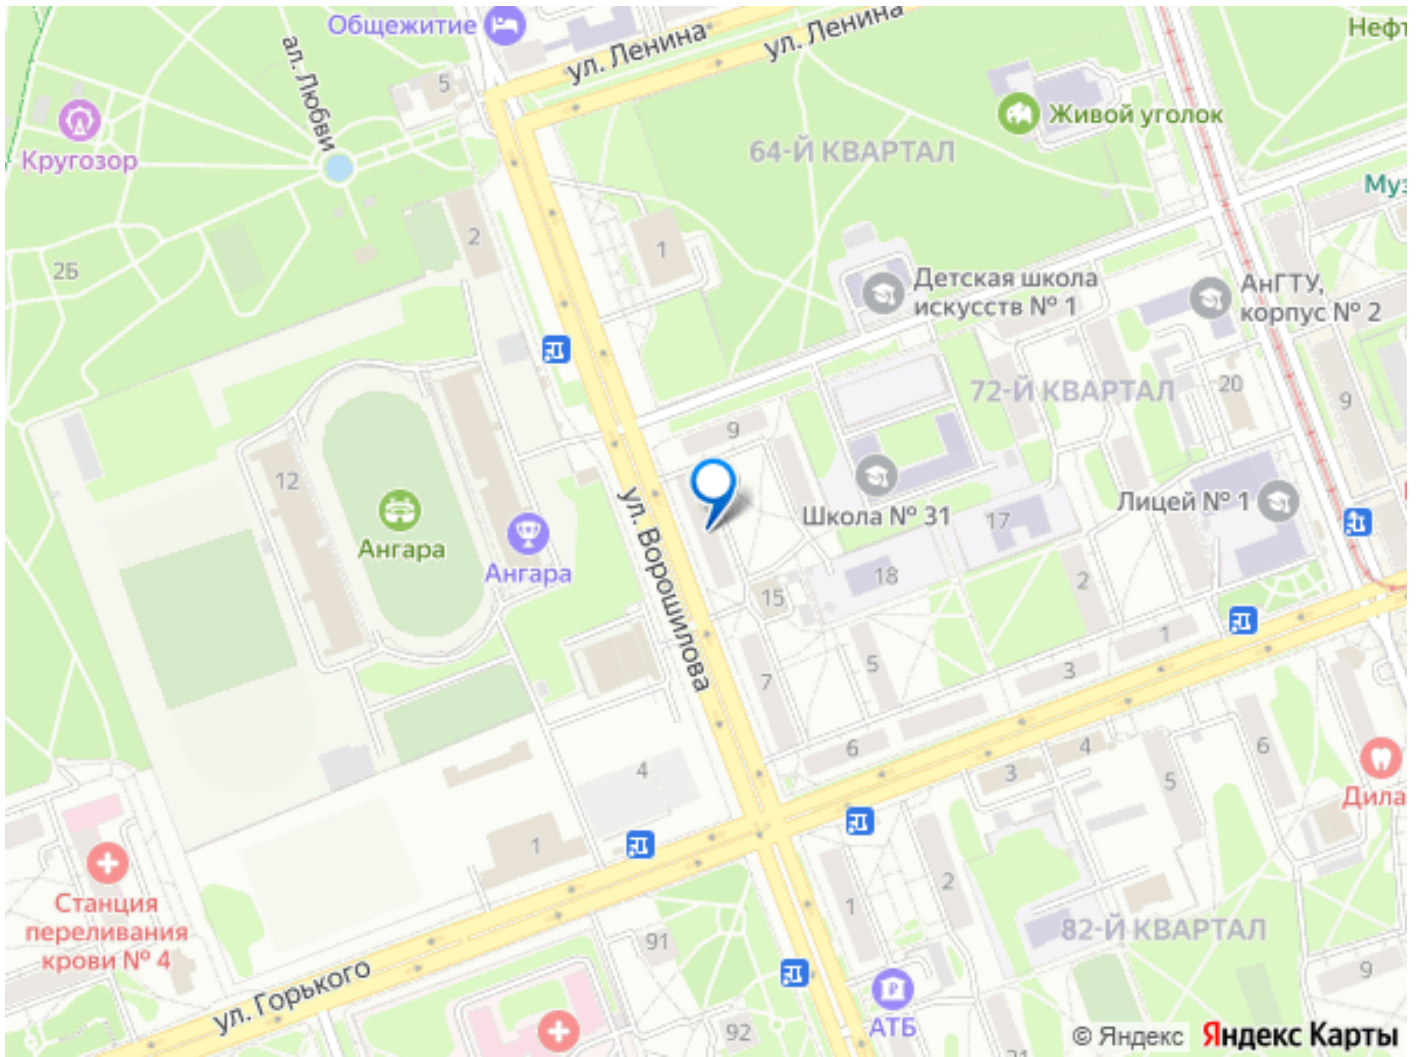 Общежитие
ул. Ленина
ул. Ленина
Нефт
ал. Любви
5
Кругозор
Живой уголок
64-Й КВАРТАЛ
Муз
2
1
2Б
Детская школа
искусств № 1
АнГТУ,
корпус № 2
72-Й КВАРТАЛ
20
9
9
12
Ангара
Ангара
ул. Ворошилова
Школа № 31
17
Лицей № 1
18
15
2
1
3
5
7
6
4
4
3
5
6
Дила
1
1
2
Станция
переливания
крови № 4
82-Й КВАРТАЛ
91
9
ул. Горького
92
АТБ
21
© Яндекс
Яндекс Карты